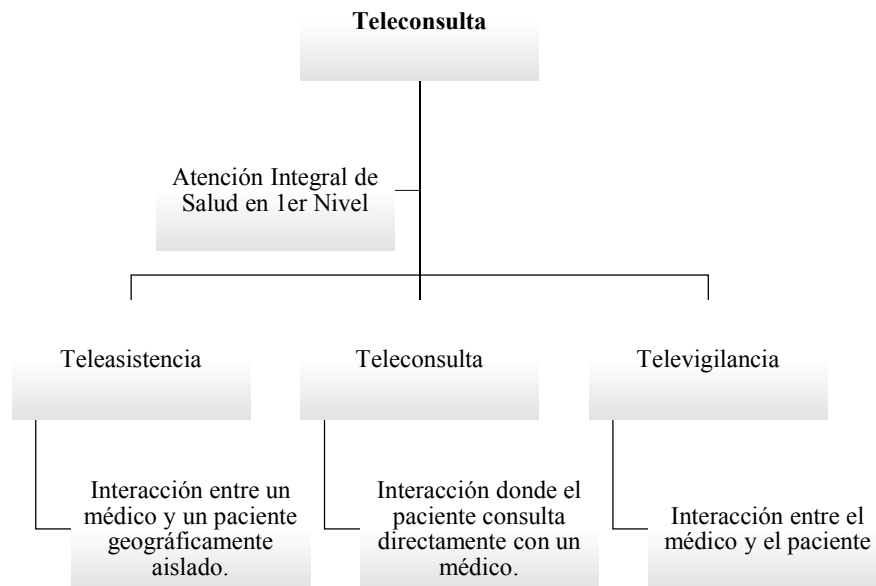 Teleconsulta
Atención Integral de
Salud en 1er Nivel
Teleasistencia
Teleconsulta
Televigilancia
Interacción entre un
médico y un paciente
geográficamente
aislado.
Interacción donde el
paciente consulta
directamente con un
médico.
Interacción entre el
médico y el paciente